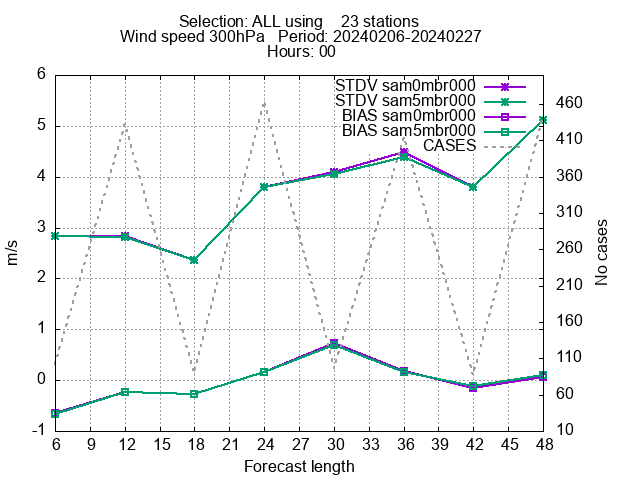 Selection: ALL using    23 stations
Wind speed 300hPa   Period: 20240206-20240227
Hours: 00
STDV sam0mbr000
STDV sam5mbr000
BIAS sam0mbr000
BIAS sam5mbr000
CASES
6
5
4
3
2
1
0
-1
m/s
460
410
360
310
260
210
160
110
60
10
No cases
6 9 12 15 18 21 24 27 30 33 36 39 42 45 48
Forecast length